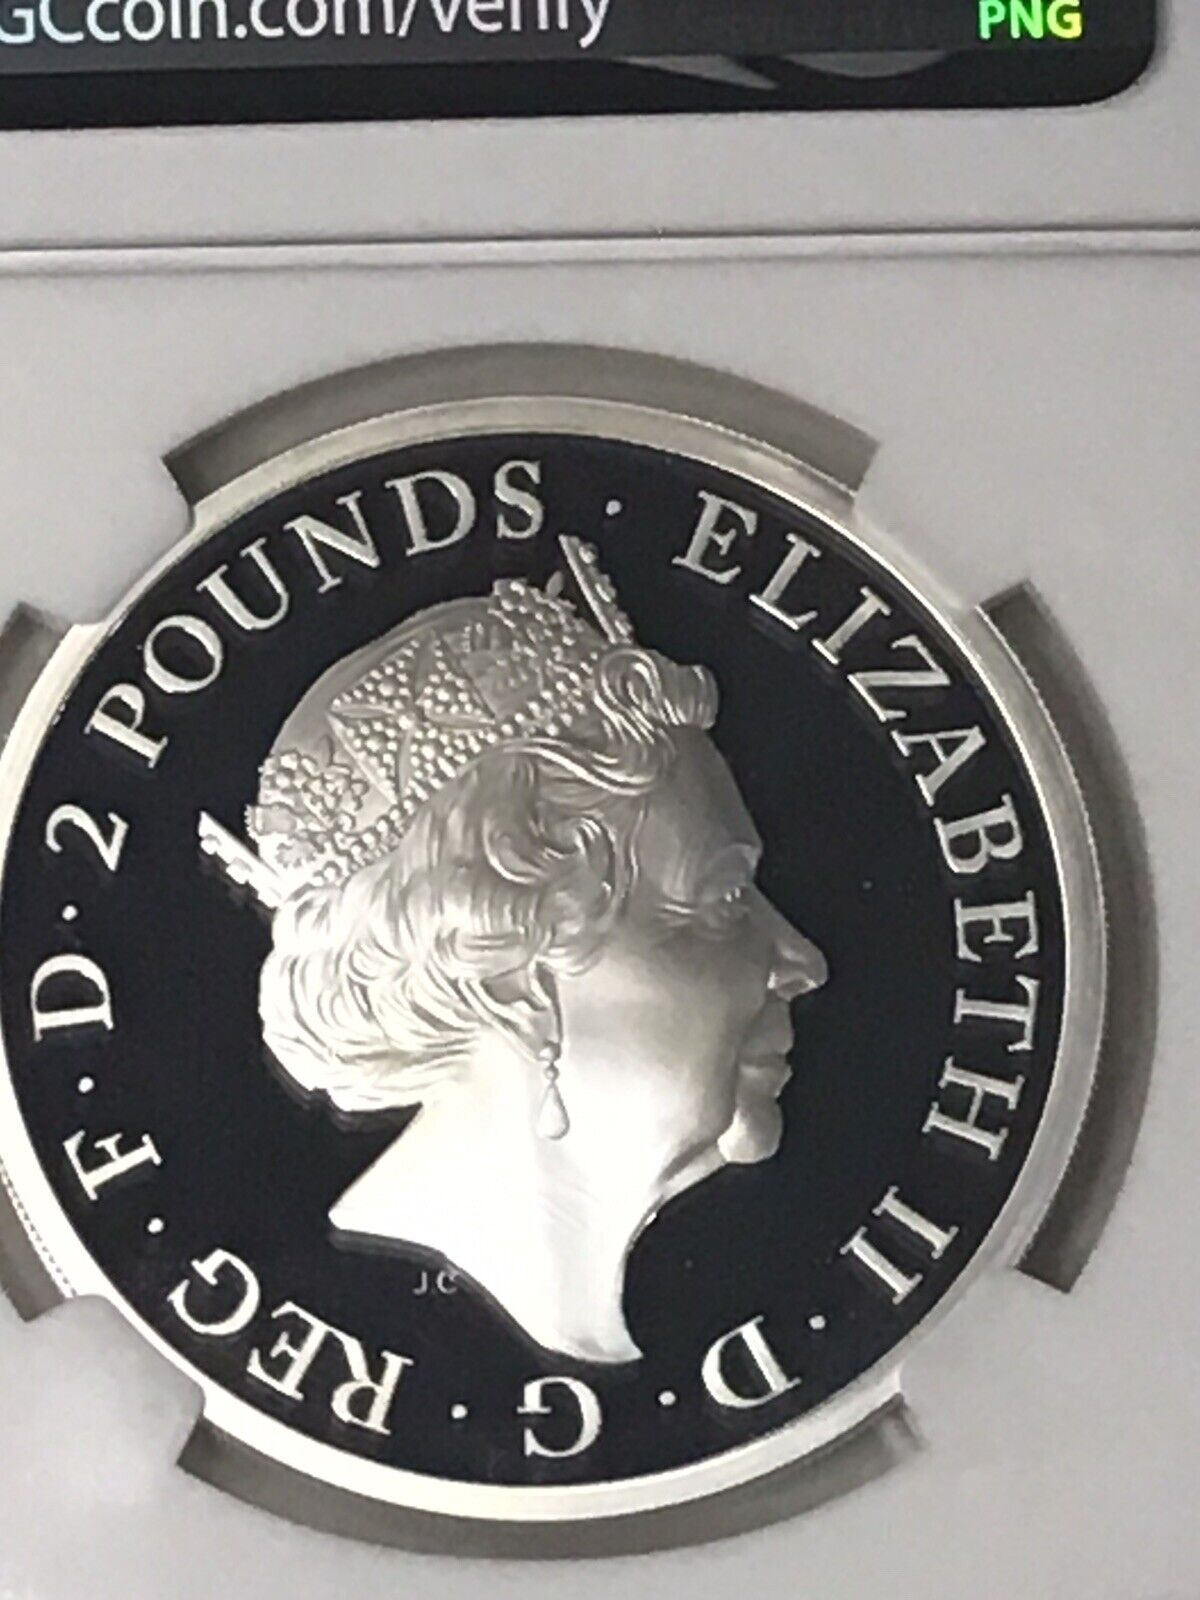 GCcoin.com/verify
PNG
ELIZABETH II · D · G · REG · F · D · 2 POUNDS ·
J.C